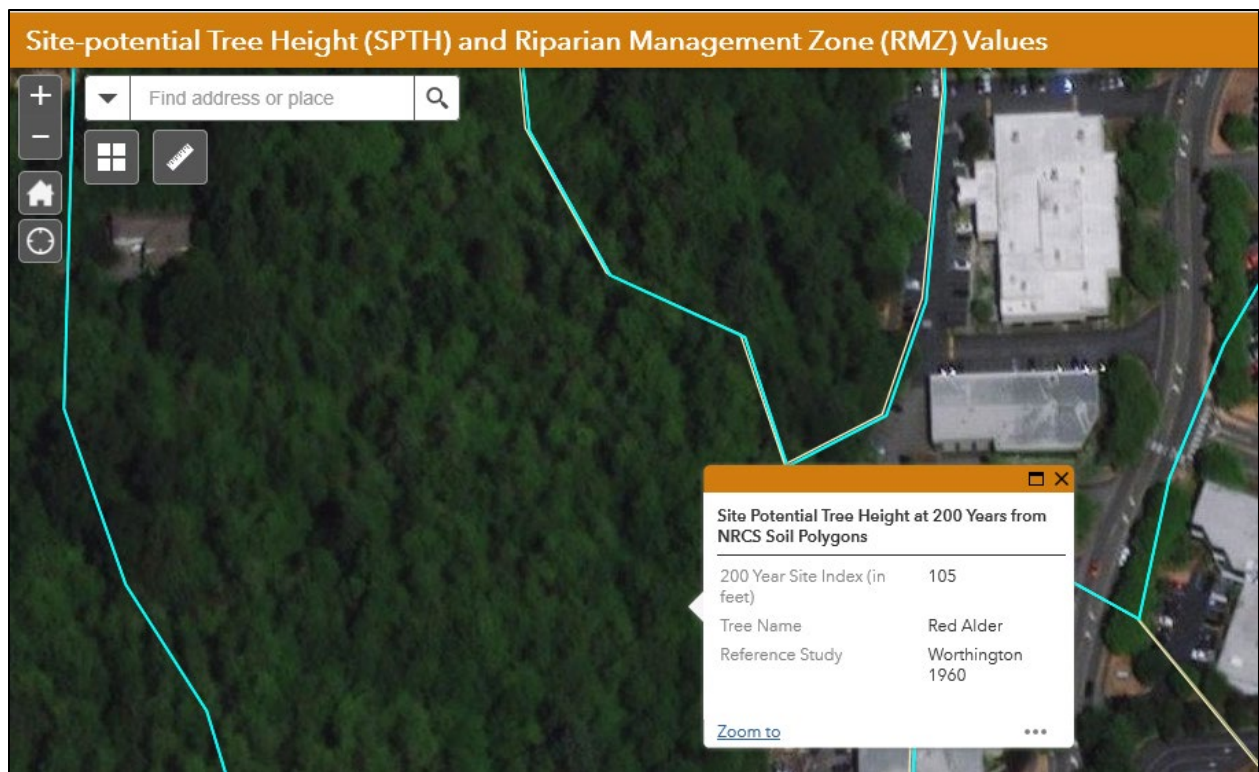 Site-potential Tree Height (SPTH) and Riparian Management Zone (RMZ) Values
Find address or place
Site Potential Tree Height at 200 Years from
NRCS Soil Polygons
200 Year Site Index (in
feet)
105
Tree Name
Red Alder
Reference Study
Worthington
1960
Zoom to